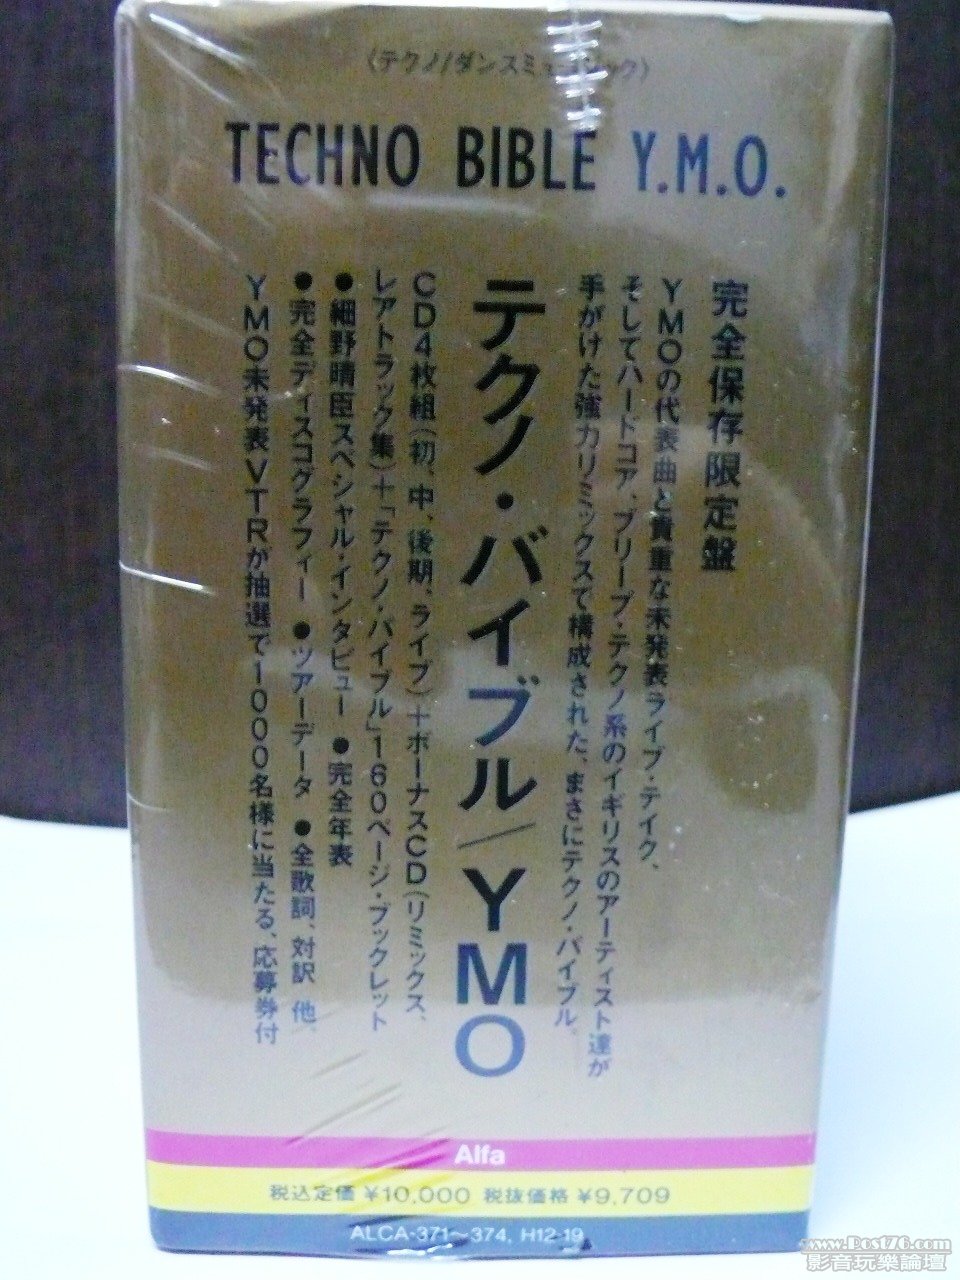 〈テクノ/ダンスミュージック〉
TECHNO BIBLE Y.M.O.
完全保存限定盤
YMOの代表曲と貴重な未発表ライブ・テイク、
そしてハードコア、ブリープ・テクノ系のイギリスのアーティスト達が
手がけた強力リミックスで構成された、まさにテクノ・バイブル。
テクノ・バイブル/YMO
CD4枚組(初、中、後期、ライブ)+ボーナスCD(リミックス、
レアトラック集)+「テクノ・バイブル」160ページ・ブックレット
●細野晴臣スペシャル・インタビュー ●完全年表
●完全ディスコグラフィー ●ツアーデータ ●全歌詞、対訳 他、
YMO未発表VTRが抽選で1000名様に当たる、応募券付
Alfa
税込定価 ¥10,000 税抜価格 ¥9,709
ALCA-371〜374, H12-19
www.Post76.com
影音玩樂論壇